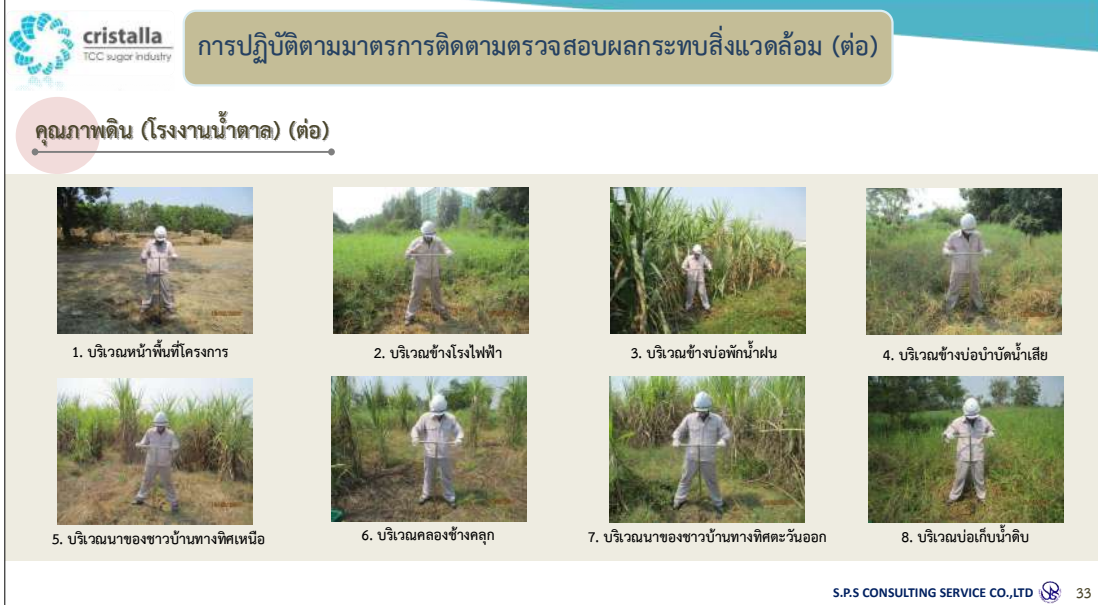 cristalla
TCC sugar industry
การปฏิบัติตามมาตรการติดตามตรวจสอบผลกระทบสิ่งแวดล้อม (ต่อ)
คุณภาพดิน (โรงงานน้ำตาล) (ต่อ)
1. บริเวณหน้าพื้นที่โครงการ
2. บริเวณข้างโรงไฟฟ้า
3. บริเวณข้างบ่อพักน้ำฝน
4. บริเวณข้างบ่อบำบัดน้ำเสีย
5. บริเวณนาของชาวบ้านทางทิศเหนือ
6. บริเวณคลองช้างคลุก
7. บริเวณนาของชาวบ้านทางทิศตะวันออก
8. บริเวณบ่อเก็บน้ำดิบ
S.P.S CONSULTING SERVICE CO.,LTD
33